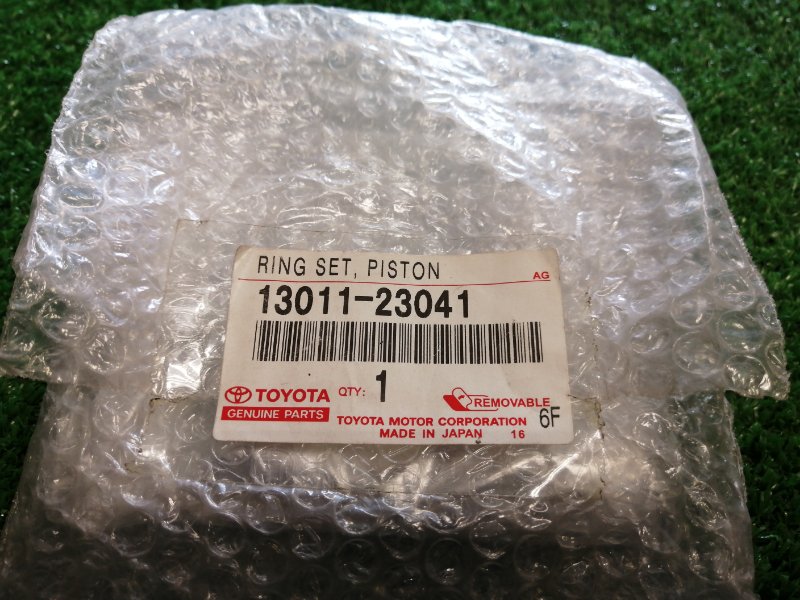 RING SET, PISTON
AG
13011-23041
TOYOTA QTY: 1
GENUINE PARTS
REMOVABLE
TOYOTA MOTOR CORPORATION 6F
MADE IN JAPAN 16